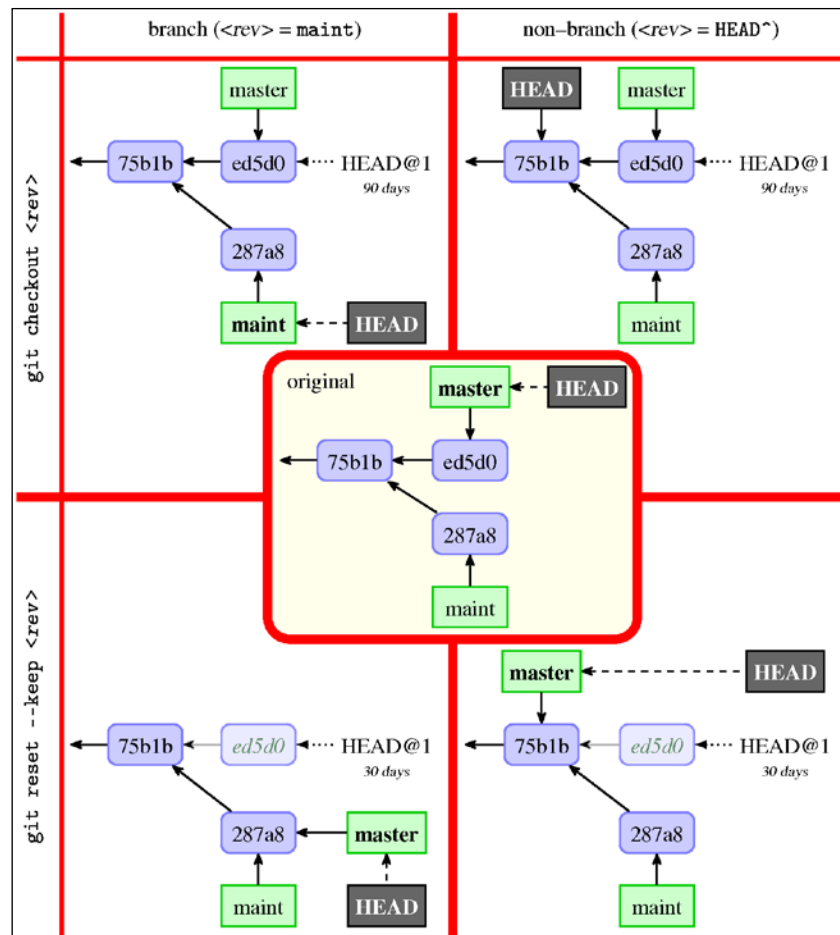 branch (<rev> = maint)
non–branch (<rev> = HEAD^)
git checkout <rev>
master
75b1b
ed5d0
HEAD@1
90 days
287a8
maint
HEAD
HEAD
master
75b1b
ed5d0
HEAD@1
90 days
287a8
maint
original
master
HEAD
75b1b
ed5d0
287a8
maint
git reset --keep <rev>
75b1b
ed5d0
HEAD@1
30 days
287a8
master
maint
HEAD
master
HEAD
75b1b
ed5d0
HEAD@1
30 days
287a8
maint